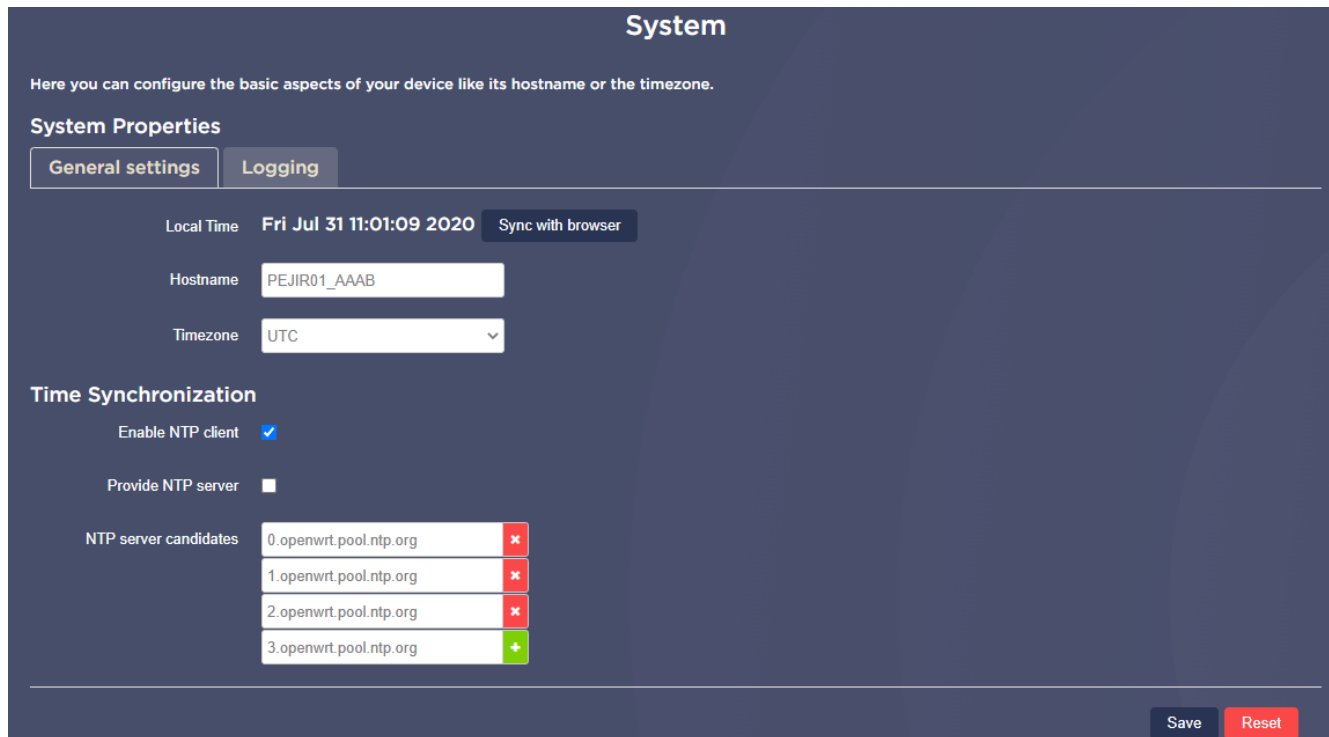 System
Here you can configure the basic aspects of your device like its hostname or the timezone.
System Properties
General settings Logging
Local Time Fri Jul 31 11:01:09 2020 Sync with browser
Hostname PEJIR01_AAAB
Timezone UTC
Time Synchronization
Enable NTP client
Provide NTP server
NTP server candidates 0.openwrt.pool.ntp.org
1.openwrt.pool.ntp.org
2.openwrt.pool.ntp.org
3.openwrt.pool.ntp.org
Save Reset